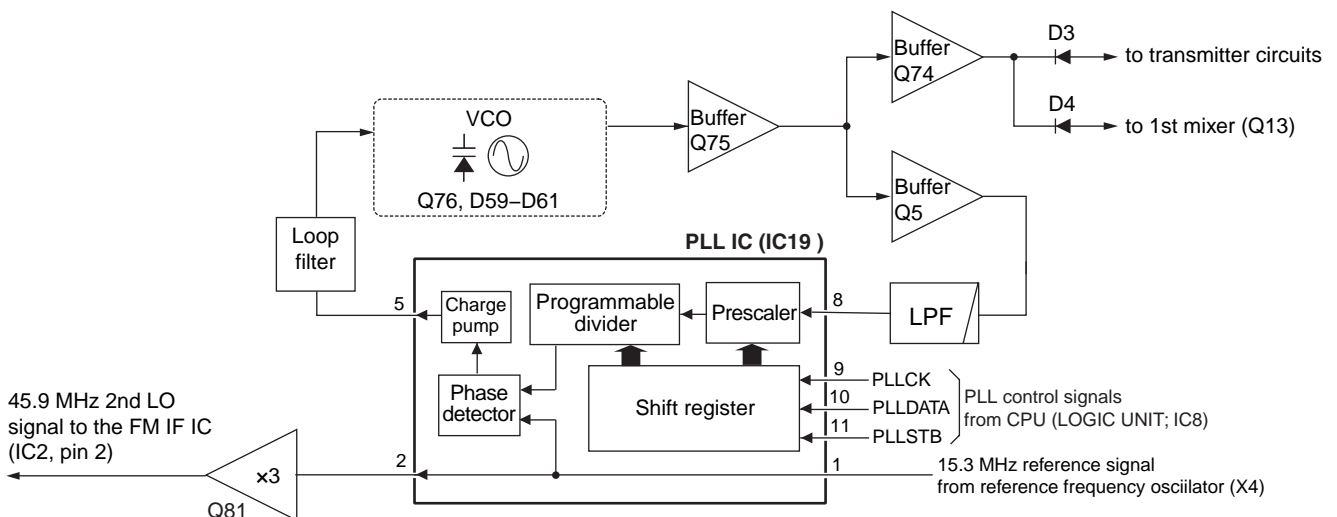 Buffer
Q74
D3
to transmitter circuits
D4
to 1st mixer (Q13)
VCO
Q76, D59–D61
Buffer
Q75
Buffer
Q5
Loop
filter
PLL IC (IC19 )
5
Charge
pump
Programmable
divider
Prescaler
8
LPF
Phase
detector
Shift register
9
PLLCK
10
PLLDATA
11
PLLSTB
PLL control signals
from CPU (LOGIC UNIT; IC8)
45.9 MHz 2nd LO
signal to the FM IF IC
(IC2, pin 2)
×3
Q81
2
1
15.3 MHz reference signal
from reference frequency osciilator (X4)